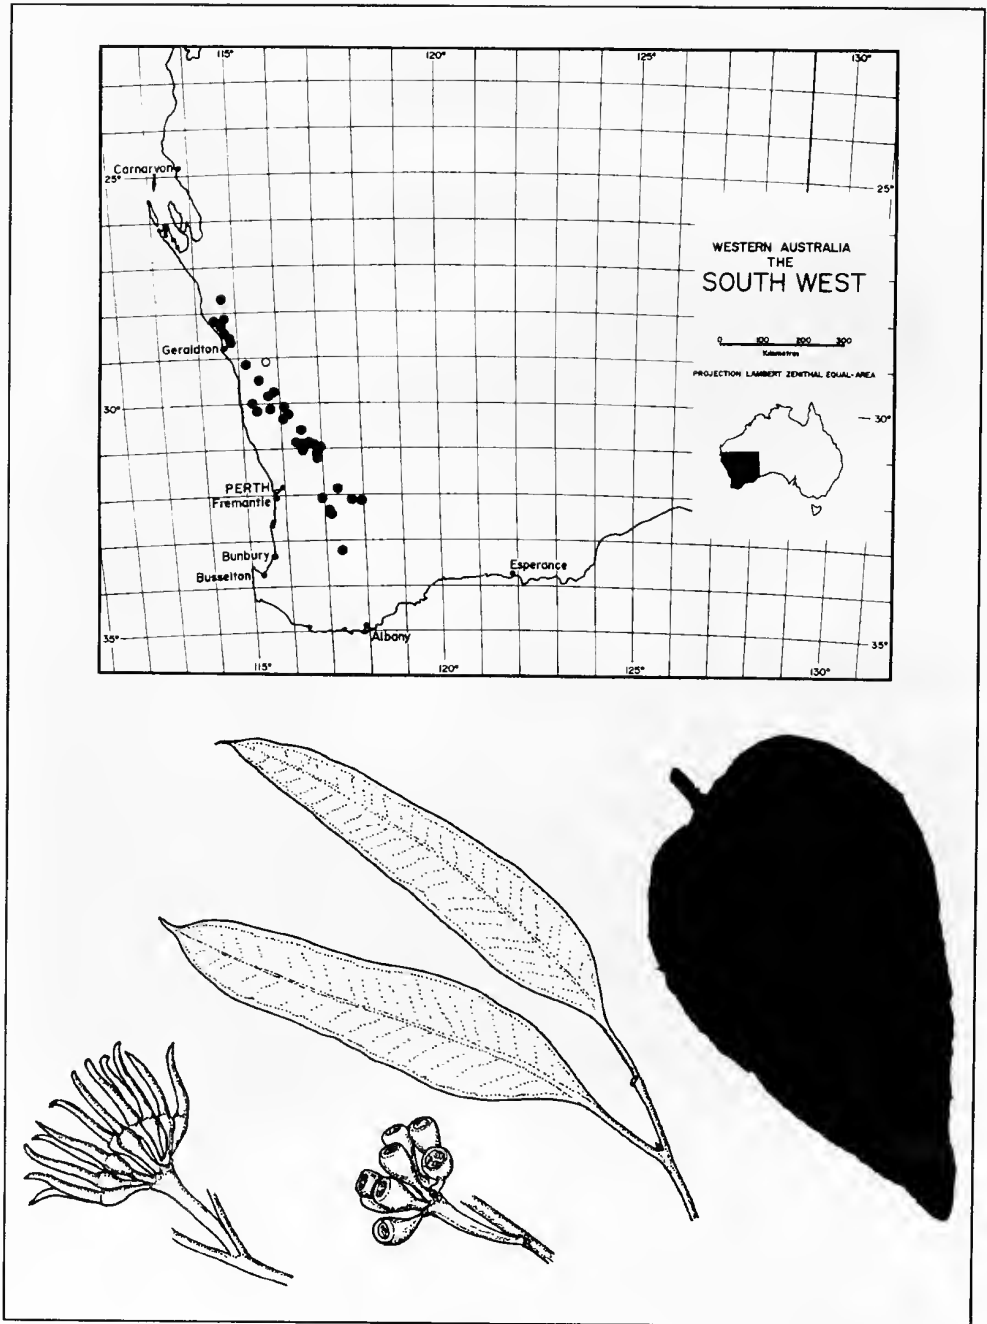 115°
120°
125°
130°
Carnarvon
25°
25°
WESTERN AUSTRALIA
THE
SOUTH WEST
0 100 200 300
Kilometres
PROJECTION LAMBERT ZENITHAL EQUAL-AREA
Geraldton
30°
30°
PERTH
Fremantle
Bunbury
Busselton
Esperance
Albany
35°
35°
115°
120°
125°
130°